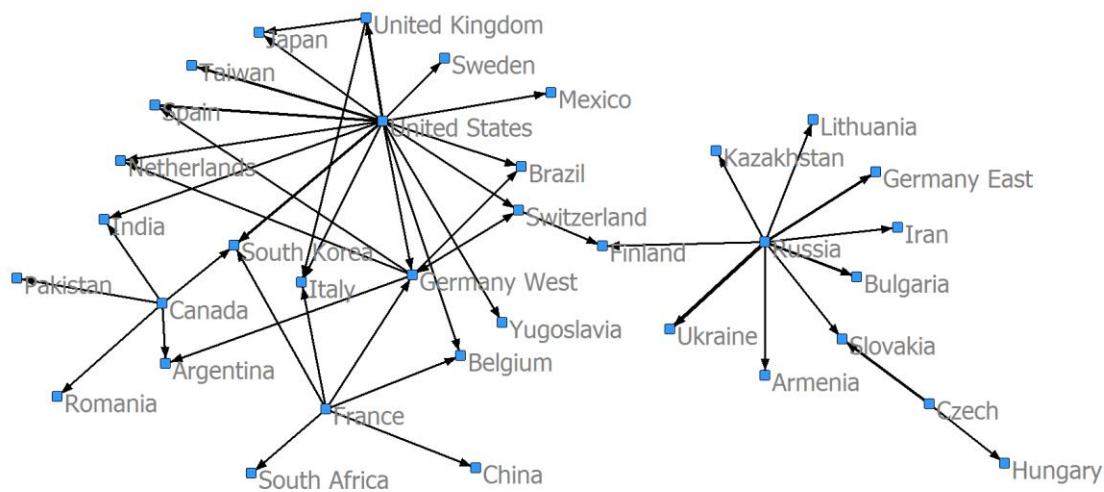 United Kingdom
Japan
Sweden
Taiwan
Mexico
Spain
United States
Lithuania
Kazakhstan
Netherlands
Brazil
Germany East
India
Switzerland
Iran
South Korea
Finland
Russia
Pakistan
Italy
Germany West
Bulgaria
Canada
Yugoslavia
Ukraine
Slovakia
Argentina
Belgium
Armenia
Romania
France
Czech
South Africa
China
Hungary